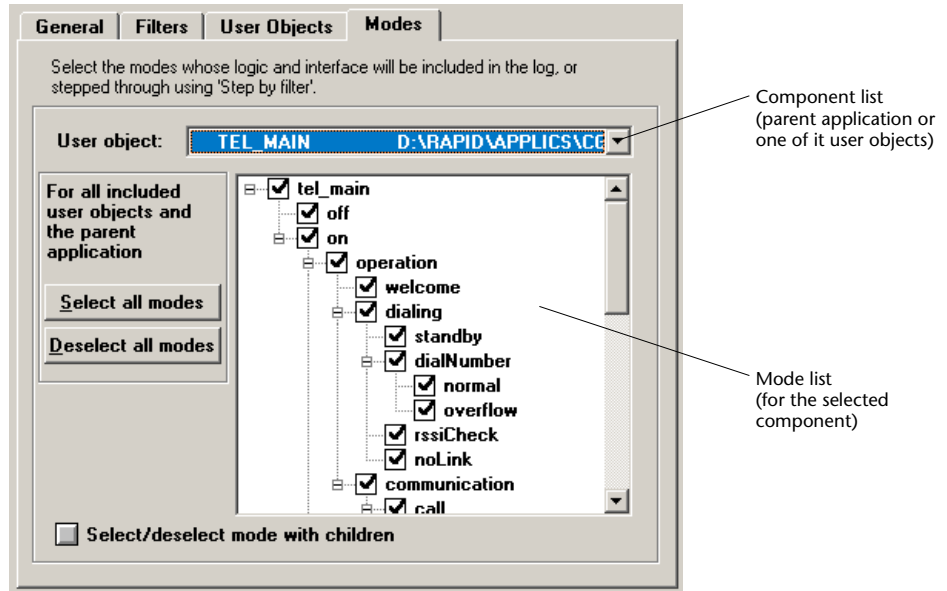 General Filters User Objects Modes
Select the modes whose logic and interface will be included in the log, or
stepped through using 'Step by filter'.
User object: TEL_MAIN D:\RAPID\APPLICS\CG
Component list
(parent application or
one of it user objects)
For all included
user objects and
the parent
application
Select all modes
Deselect all modes
tel_main
off
on
operation
welcome
dialing
standby
dialNumber
normal
overflow
rssiCheck
noLink
communication
call
Mode list
(for the selected
component)
Select/deselect mode with children